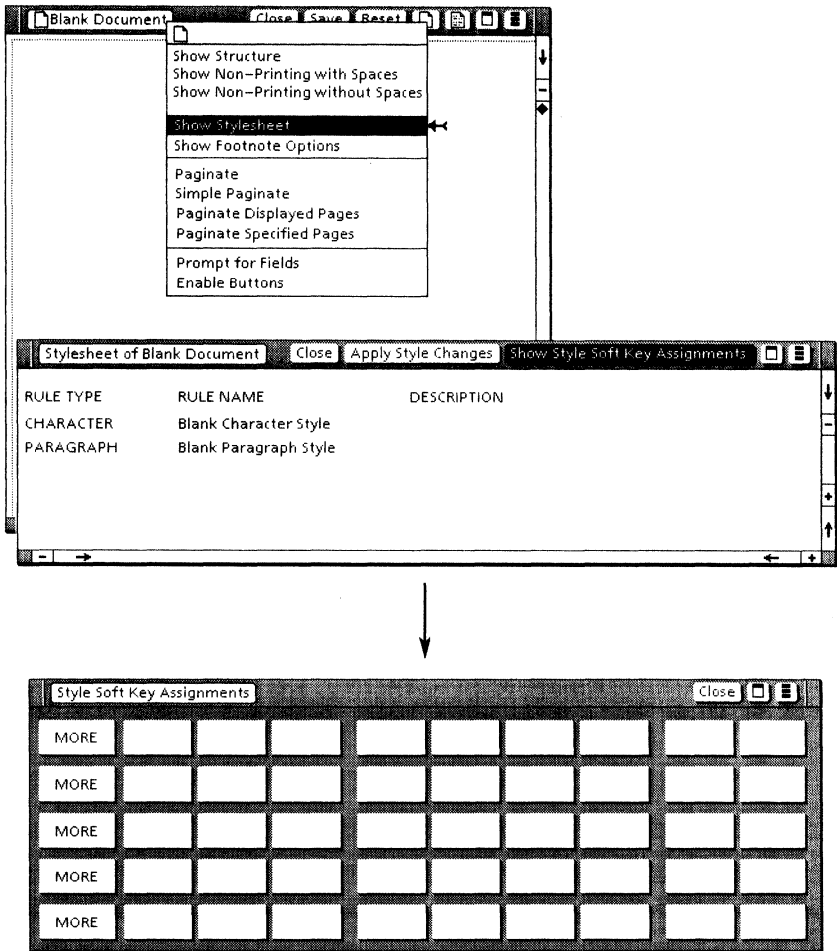 Blank Document Close Save Reset
Show Structure
Show Non-Printing with Spaces
Show Non-Printing without Spaces
Show Stylesheet
Show Footnote Options
Paginate
Simple Paginate
Paginate Displayed Pages
Paginate Specified Pages
Prompt for Fields
Enable Buttons
Stylesheet of Blank Document Close Apply Style Changes Show Style Soft Key Assignments
RULE TYPE RULE NAME DESCRIPTION
CHARACTER Blank Character Style
PARAGRAPH Blank Paragraph Style
Style Soft Key Assignments Close
MORE
MORE
MORE
MORE
MORE